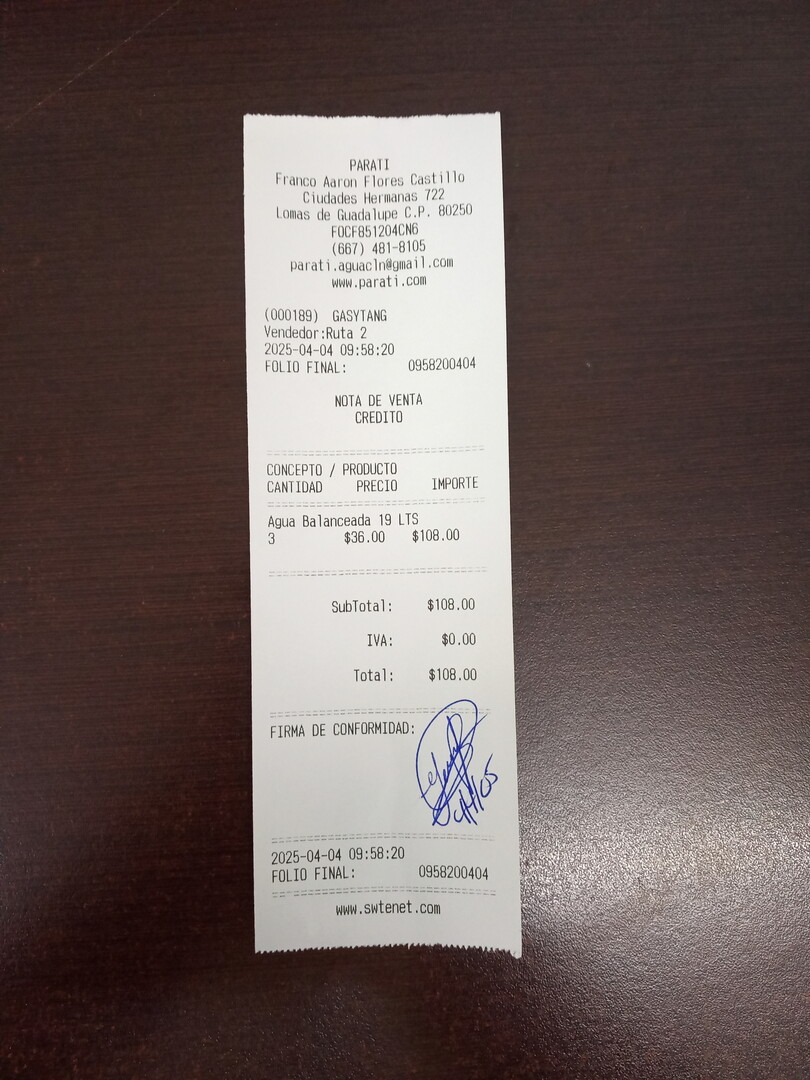 PARATI
Franco Aaron Flores Castillo
Ciudades Hermanas 722
Lomas de Guadalupe C.P. 80250
FOCF851204CN6
(667) 481-8105
parati.aguacln@gmail.com
www.parati.com
(000189) GASYTANG
Vendedor:Ruta 2
2025-04-04 09:58:20
FOLIO FINAL: 0958200404
NOTA DE VENTA
CREDITO
CONCEPTO / PRODUCTO
CANTIDAD PRECIO IMPORTE
Agua Balanceada 19 LTS
3 $36.00 $108.00
SubTotal: $108.00
IVA: $0.00
Total: $108.00
FIRMA DE CONFORMIDAD:
2025-04-04 09:58:20
FOLIO FINAL: 0958200404
www.swtenet.com